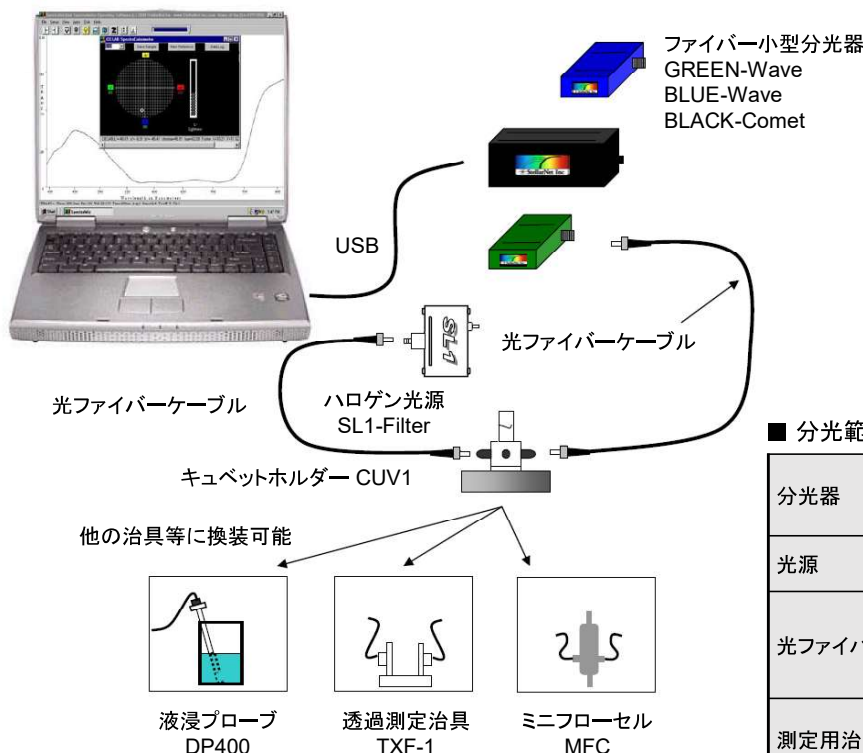 ファイバー小型分光器
GREEN-Wave
BLUE-Wave
BLACK-Comet
StellarNet Inc
USB
SL1
光ファイバーケーブル
光ファイバーケーブル
ハロゲン光源
SL1-Filter
キュベットホルダー CUV1
他の治具等に換装可能
液浸プローブ
DP400
透過測定治具
TXF-1
ミニフローセル
MFC
■ 分光範
分光器
光源
光ファイバ
測定用治